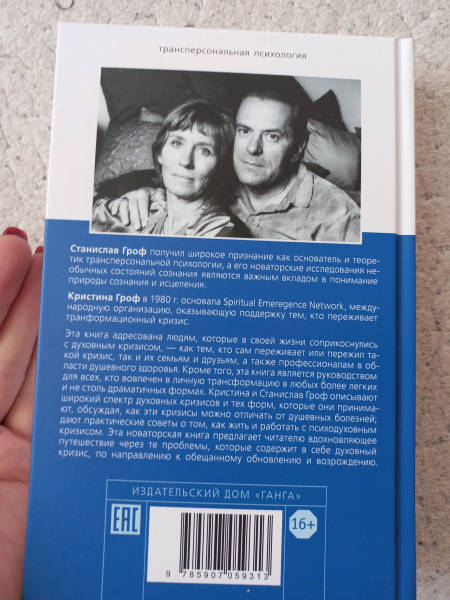 трансперсональная психология
Станислав Гроф получил широкое признание как основатель и теоре-
тик трансперсональной психологии, а его новаторские исследования не-
обычных состояний сознания являются важным вкладом в понимание
природы сознания и исцеления.
Кристина Гроф в 1980 г. основана Spiritual Emeregence Network, между-
народную организацию, оказывающую поддержку тем, кто переживает
транформационный кризис.
Эта книга адресована людям, которые в своей жизни соприкоснулись
с духовным кризисом, — как тем, кто сам переживает или пережил та-
кой кризис, так и их семьям и друзьям, а также профессионалам в об-
ласти душевного здоровья. Кроме того, эта книга является руководством
для всех, кто вовлечен в личную трансформацию в любых более легких
и не столь драматичных формах. Кристина и Станислав Гроф описывают
широкий спектр духовных кризисов и тех форм, которые они принима-
ют, обсуждая, как эти кризисы можно отличать от душевных болезней;
дают практические советы о том, как жить и работать с психодуховным
кризисом. Эта новаторская книга предлагает читателю вдохновляющее
путешествие через те проблемы, которые содержит в себе духовный
кризис, по направлению к обещанному обновлению и возрождению.
ИЗДАТЕЛЬСКИЙ ДОМ «ГАНГА»
EAC
16+
9 785907 059313